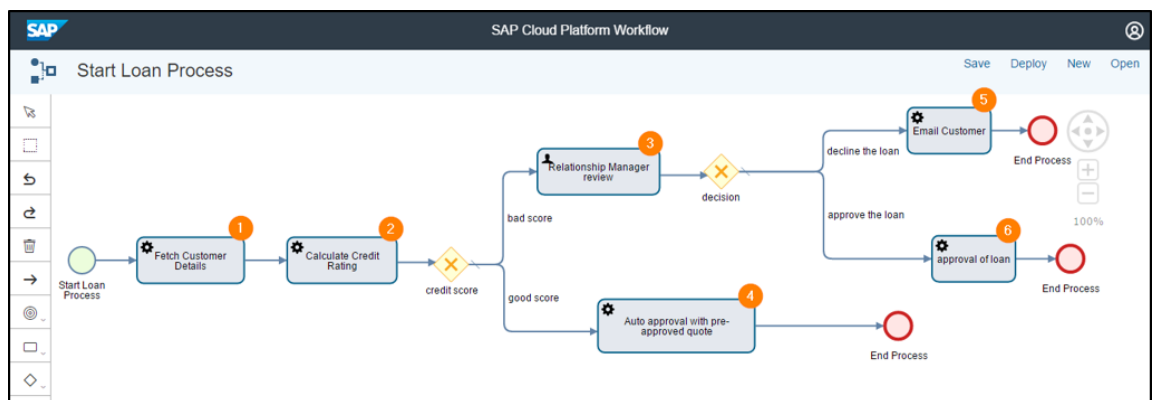 SAP
SAP Cloud Platform Workflow
Start Loan Process
Save Deploy New Open
5
Email Customer
decline the loan
End Process
3
Relationship Manager
review
decision
bad score
approve the loan
100%
1
Fetch Customer
Details
2
Calculate Credit
Rating
6
approval of loan
Start Loan
Process
credit score
good score
End Process
4
Auto approval with pre-
approved quote
End Process